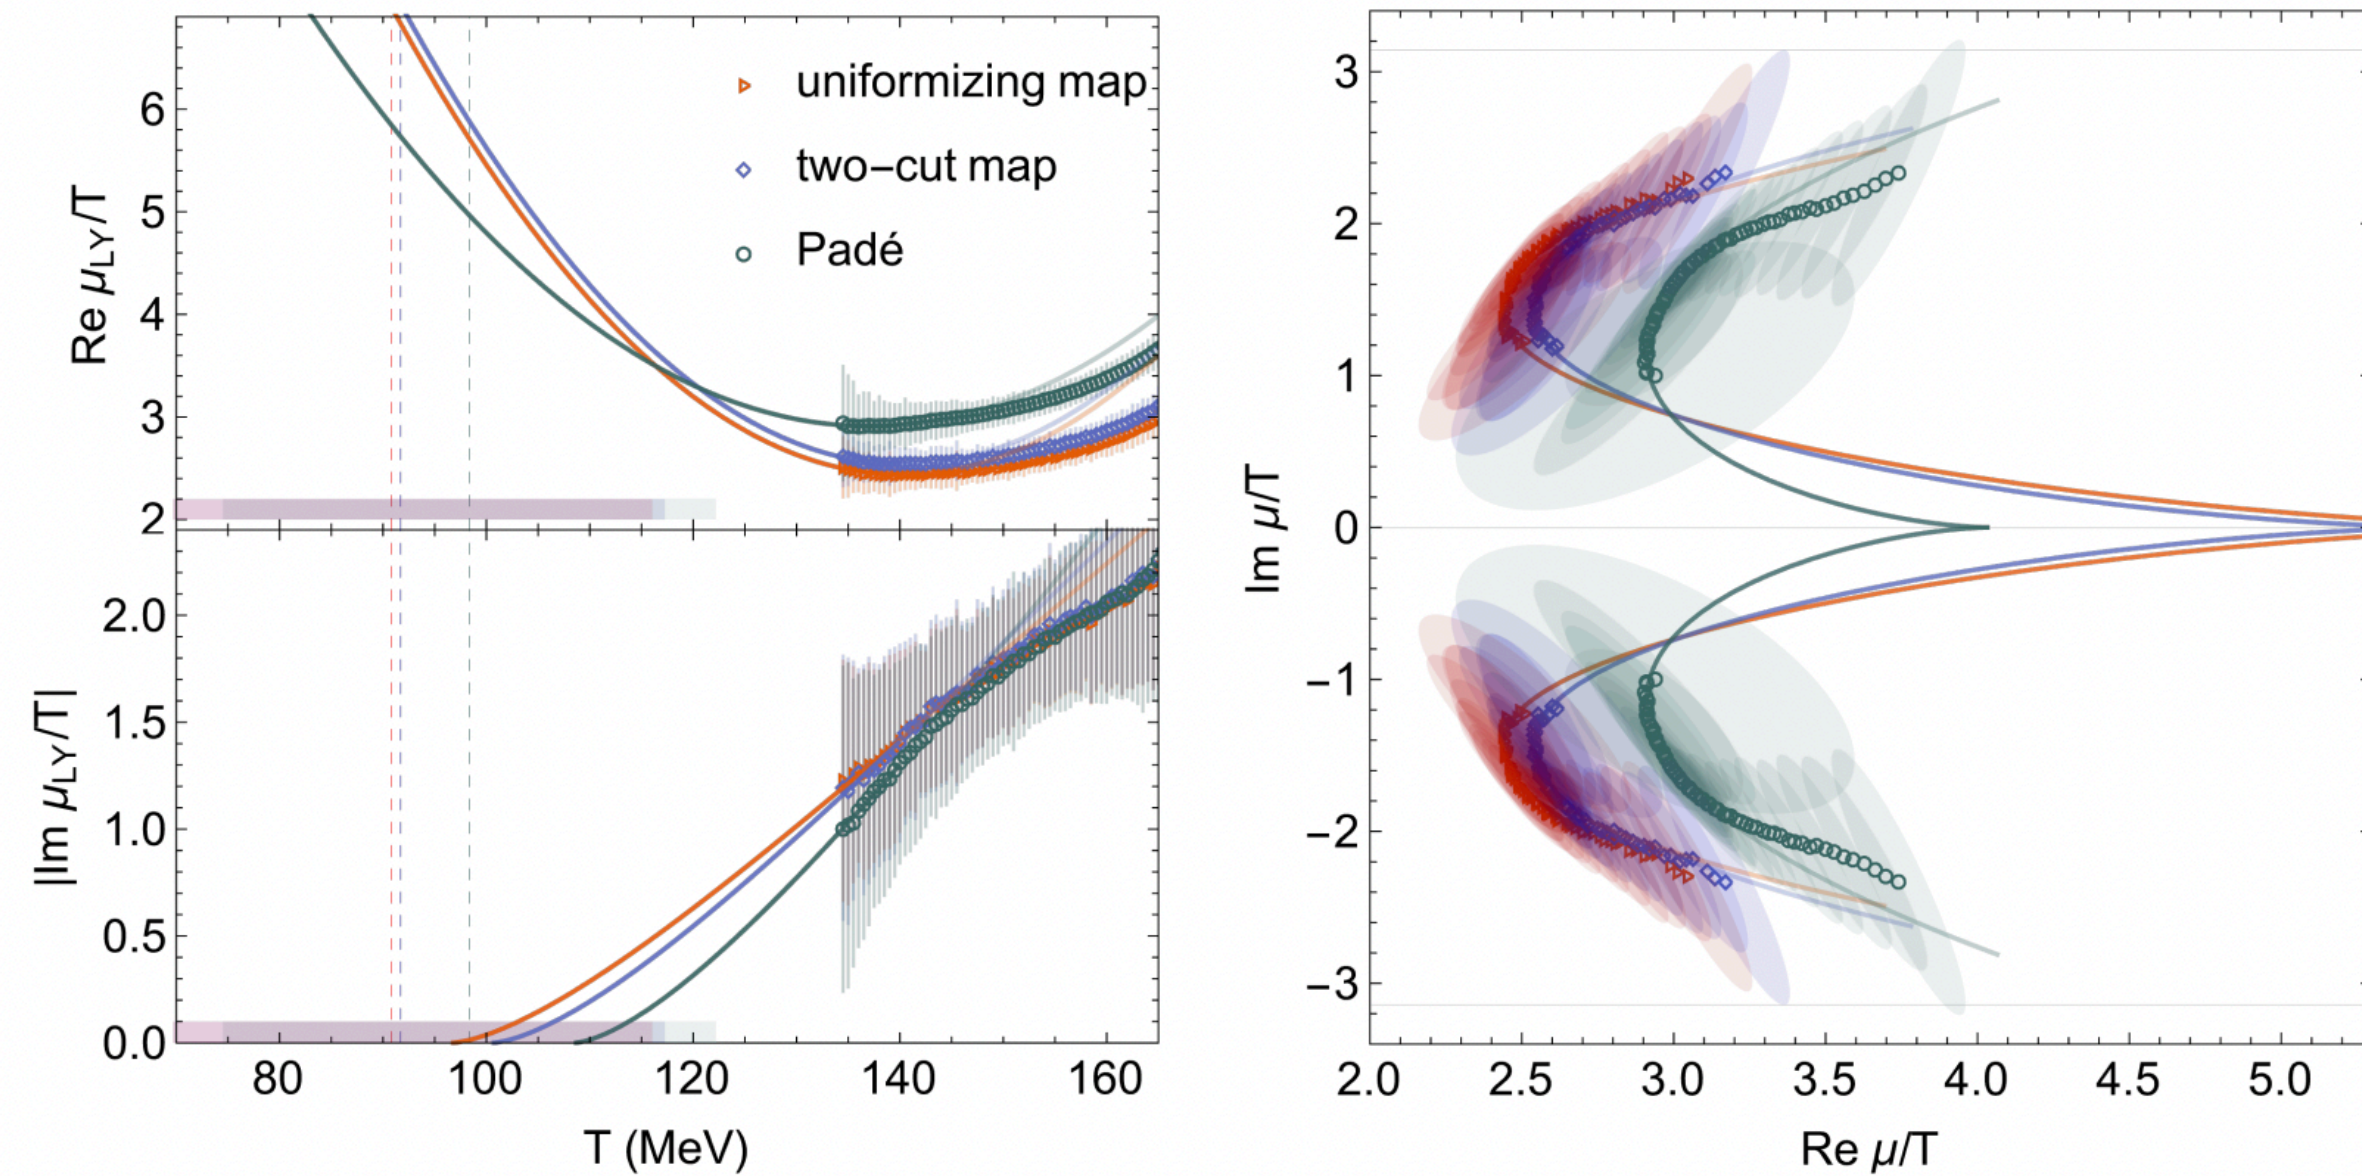 Re μLY/T
6
5
4
3
2
uniformizing map
two−cut map
Padé
|Im μLY/T|
2.0
1.5
1.0
0.5
0.0
80 100 120 140 160
T (MeV)
Im μ/T
3
2
1
0
−1
−2
−3
2.0 2.5 3.0 3.5 4.0 4.5 5.0
Re μ/T